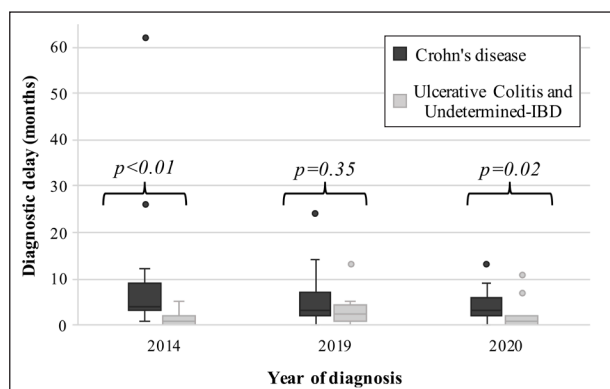 60
50
40
30
20
10
0
Diagnostic delay (months)
Crohn's disease
Ulcerative Colitis and
Undetermined-IBD
p<0.01
p=0.35
p=0.02
2014
2019
2020
Year of diagnosis